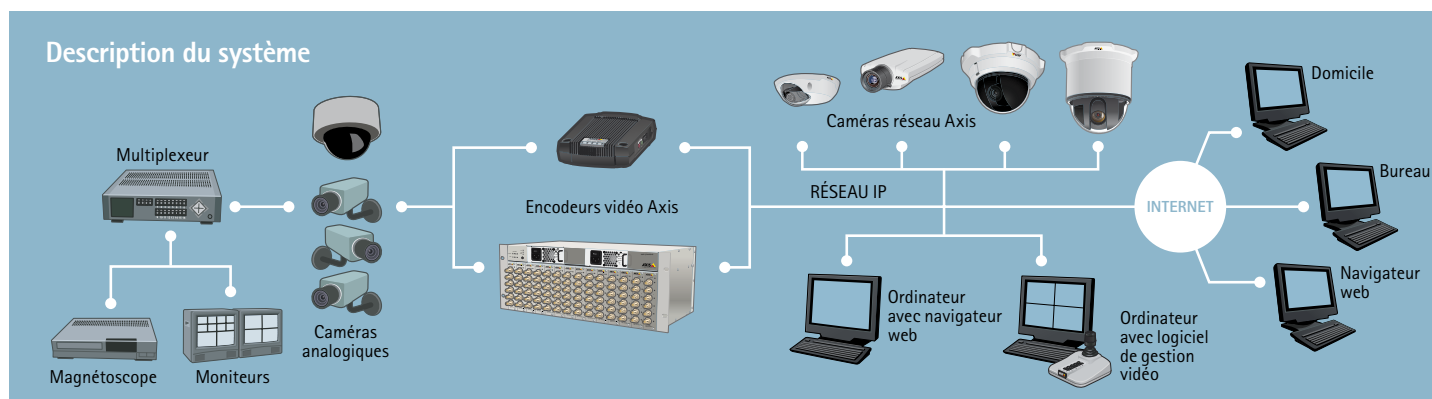 Description du système
Multiplexeur
Magnétoscope
Moniteurs
Caméras
analogiques
Encodeurs vidéo Axis
Caméras réseau Axis
RÉSEAU IP
Ordinateur
avec navigateur
web
Ordinateur
avec logiciel
de gestion
vidéo
INTERNET
Domicile
Bureau
Navigateur
web